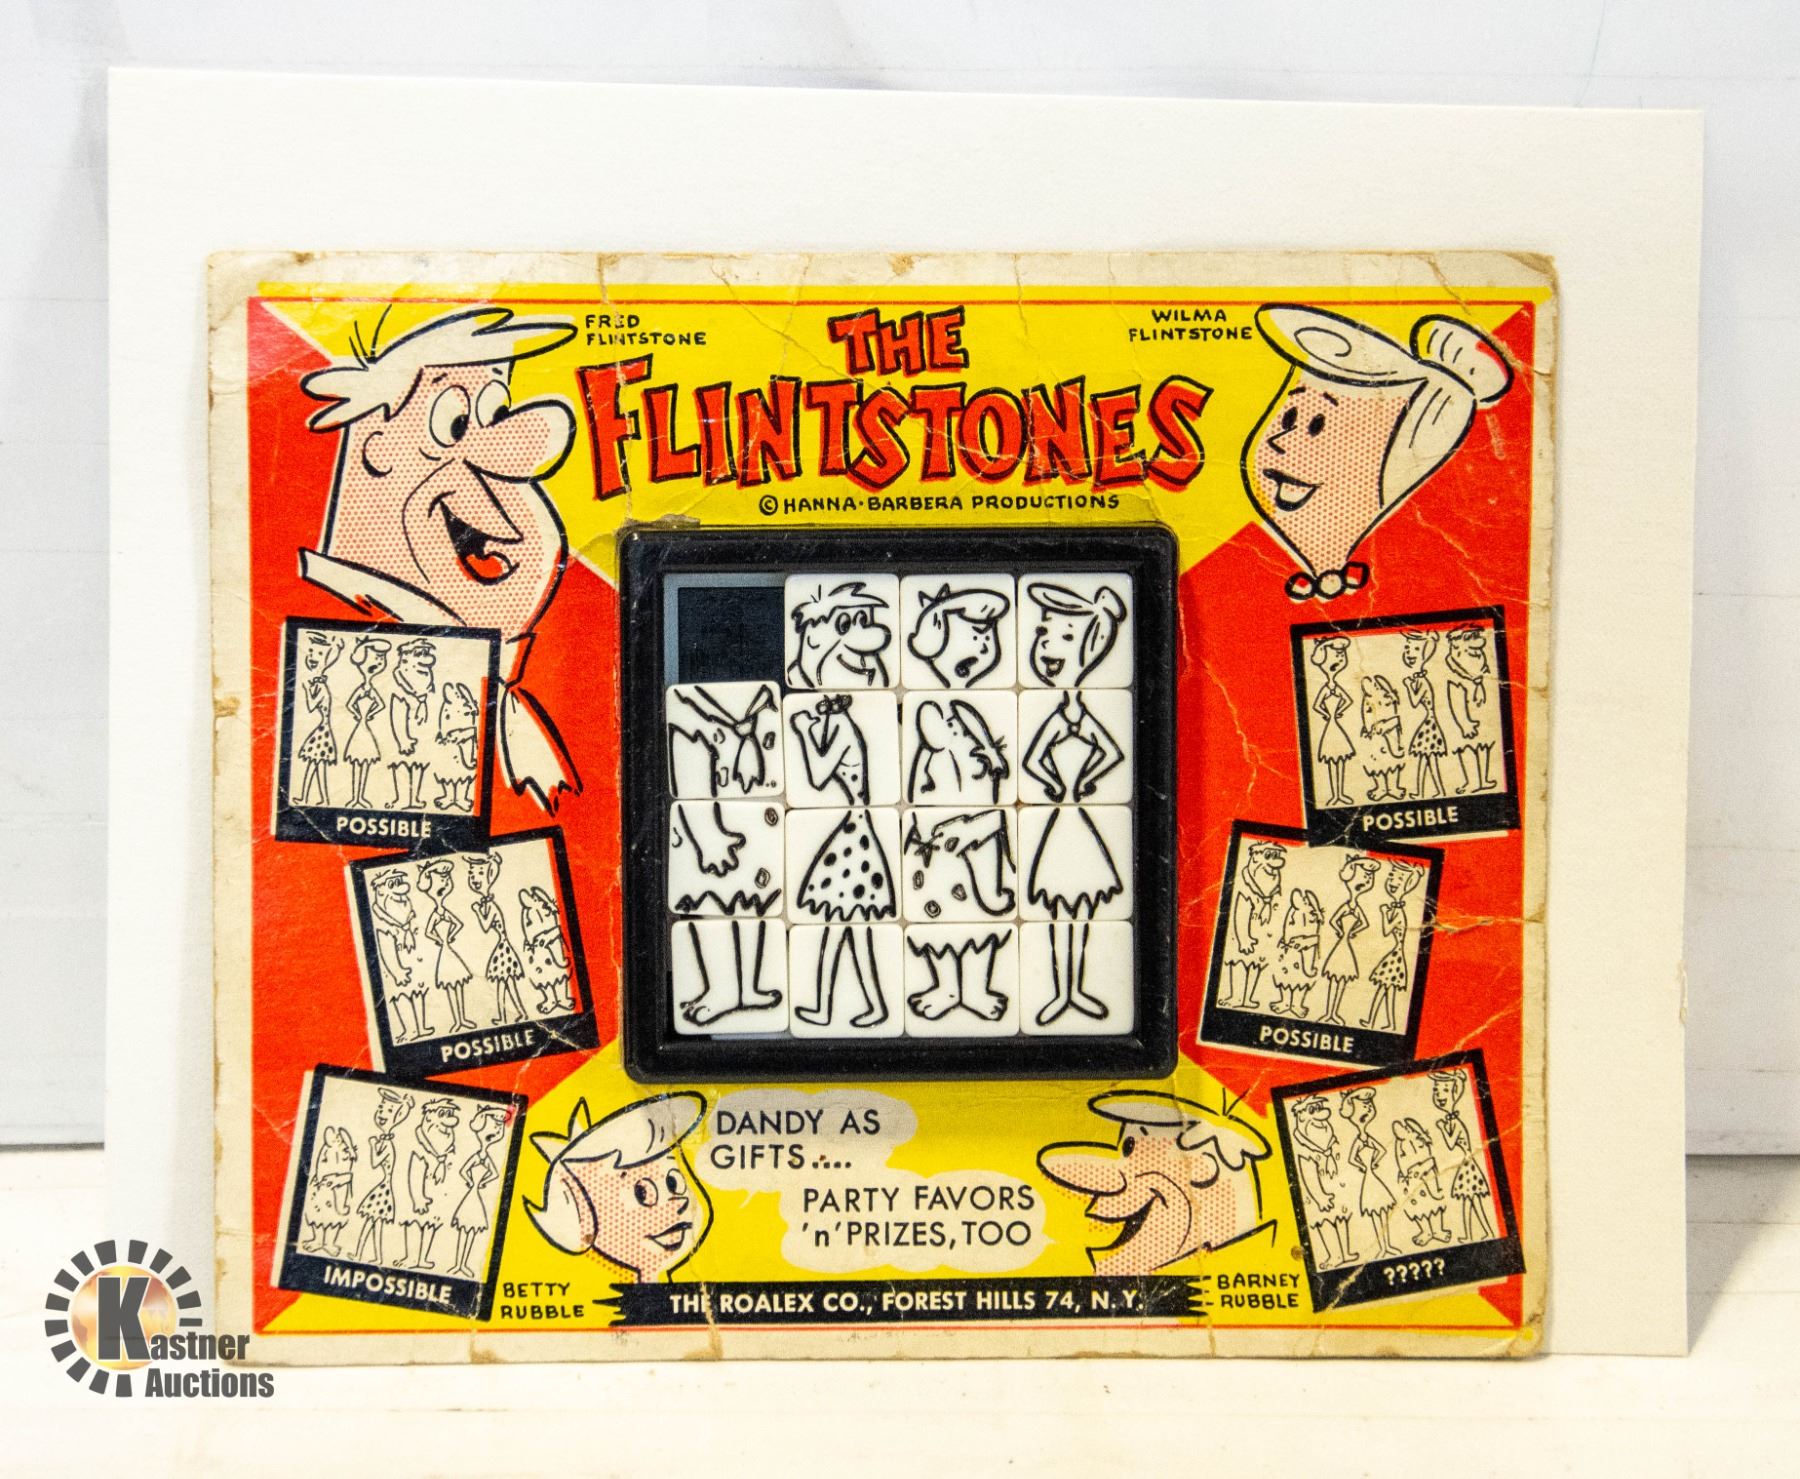 FRED
FLINTSTONE
THE
FLINTSTONES
WILMA
FLINTSTONE
© HANNA-BARBERA PRODUCTIONS
POSSIBLE
POSSIBLE
POSSIBLE
POSSIBLE
IMPOSSIBLE
?????
DANDY AS
GIFTS.....
PARTY FAVORS
'n' PRIZES, TOO
BETTY
RUBBLE
BARNEY
RUBBLE
THE ROALEX CO., FOREST HILLS 74, N.Y.
Kastner
Auctions